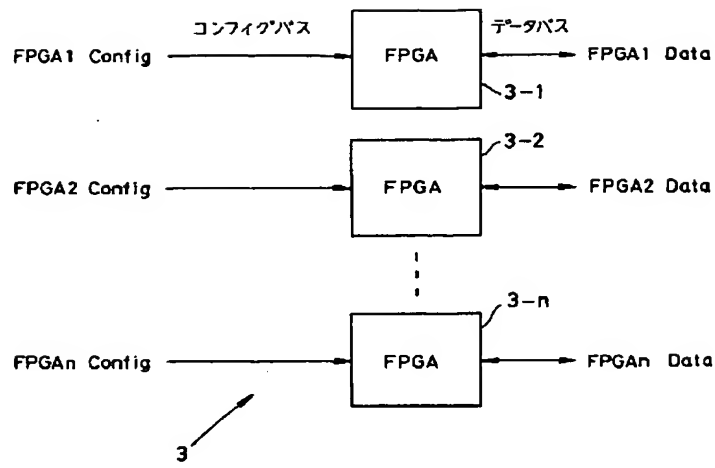 コンフィグパス データパス
FPGA1 Config FPGA FPGA1 Data
3-1
3-2
FPGA2 Config FPGA FPGA2 Data
3-n
FPGAn Config FPGA FPGAn Data
3